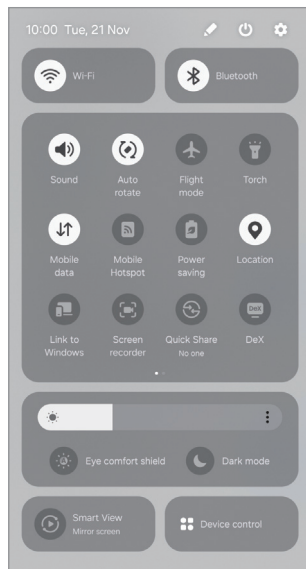 10:00 Tue, 21 Nov
Wi-Fi
Bluetooth
Sound
Auto
rotate
Flight
mode
Torch
Mobile
data
Mobile
Hotspot
Power
saving
Location
Link to
Windows
Screen
recorder
Quick Share
No one
DeX
DeX
Eye comfort shield
Dark mode
Smart View
Mirror screen
Device control